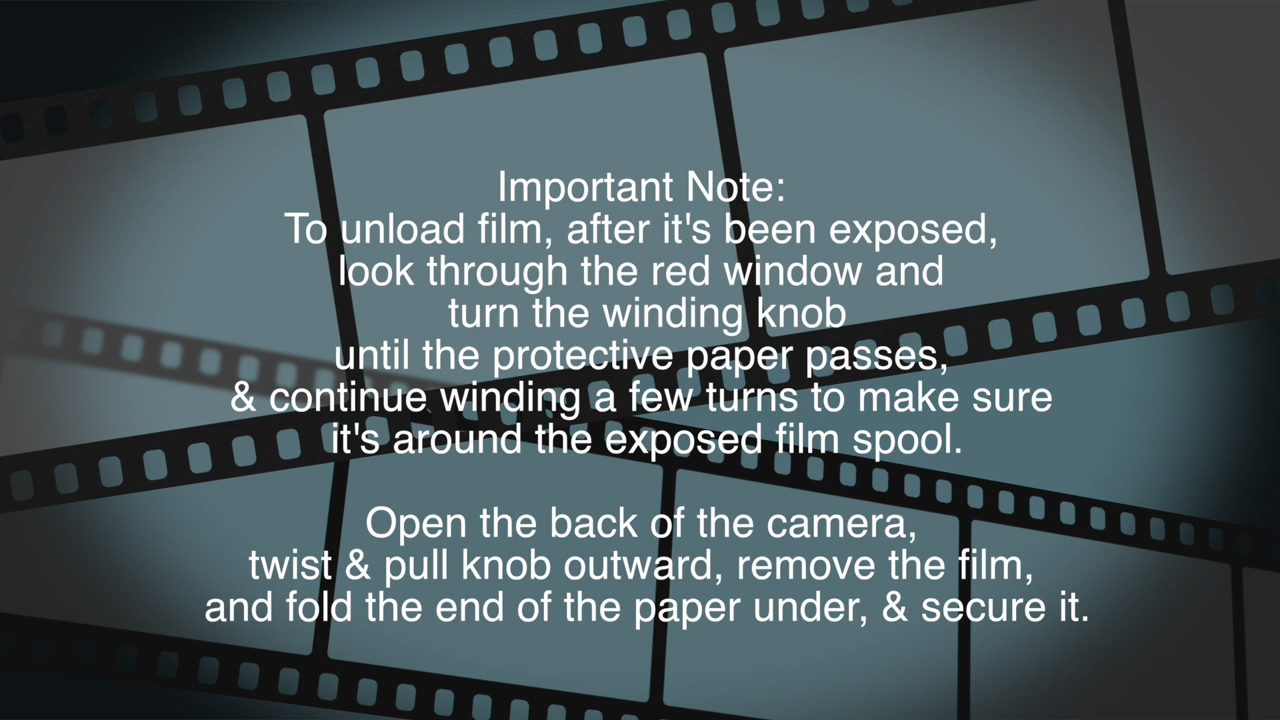 Important Note:
To unload film, after it's been exposed,
look through the red window and
turn the winding knob
until the protective paper passes,
& continue winding a few turns to make sure
it's around the exposed film spool.
Open the back of the camera,
twist & pull knob outward, remove the film,
and fold the end of the paper under, & secure it.